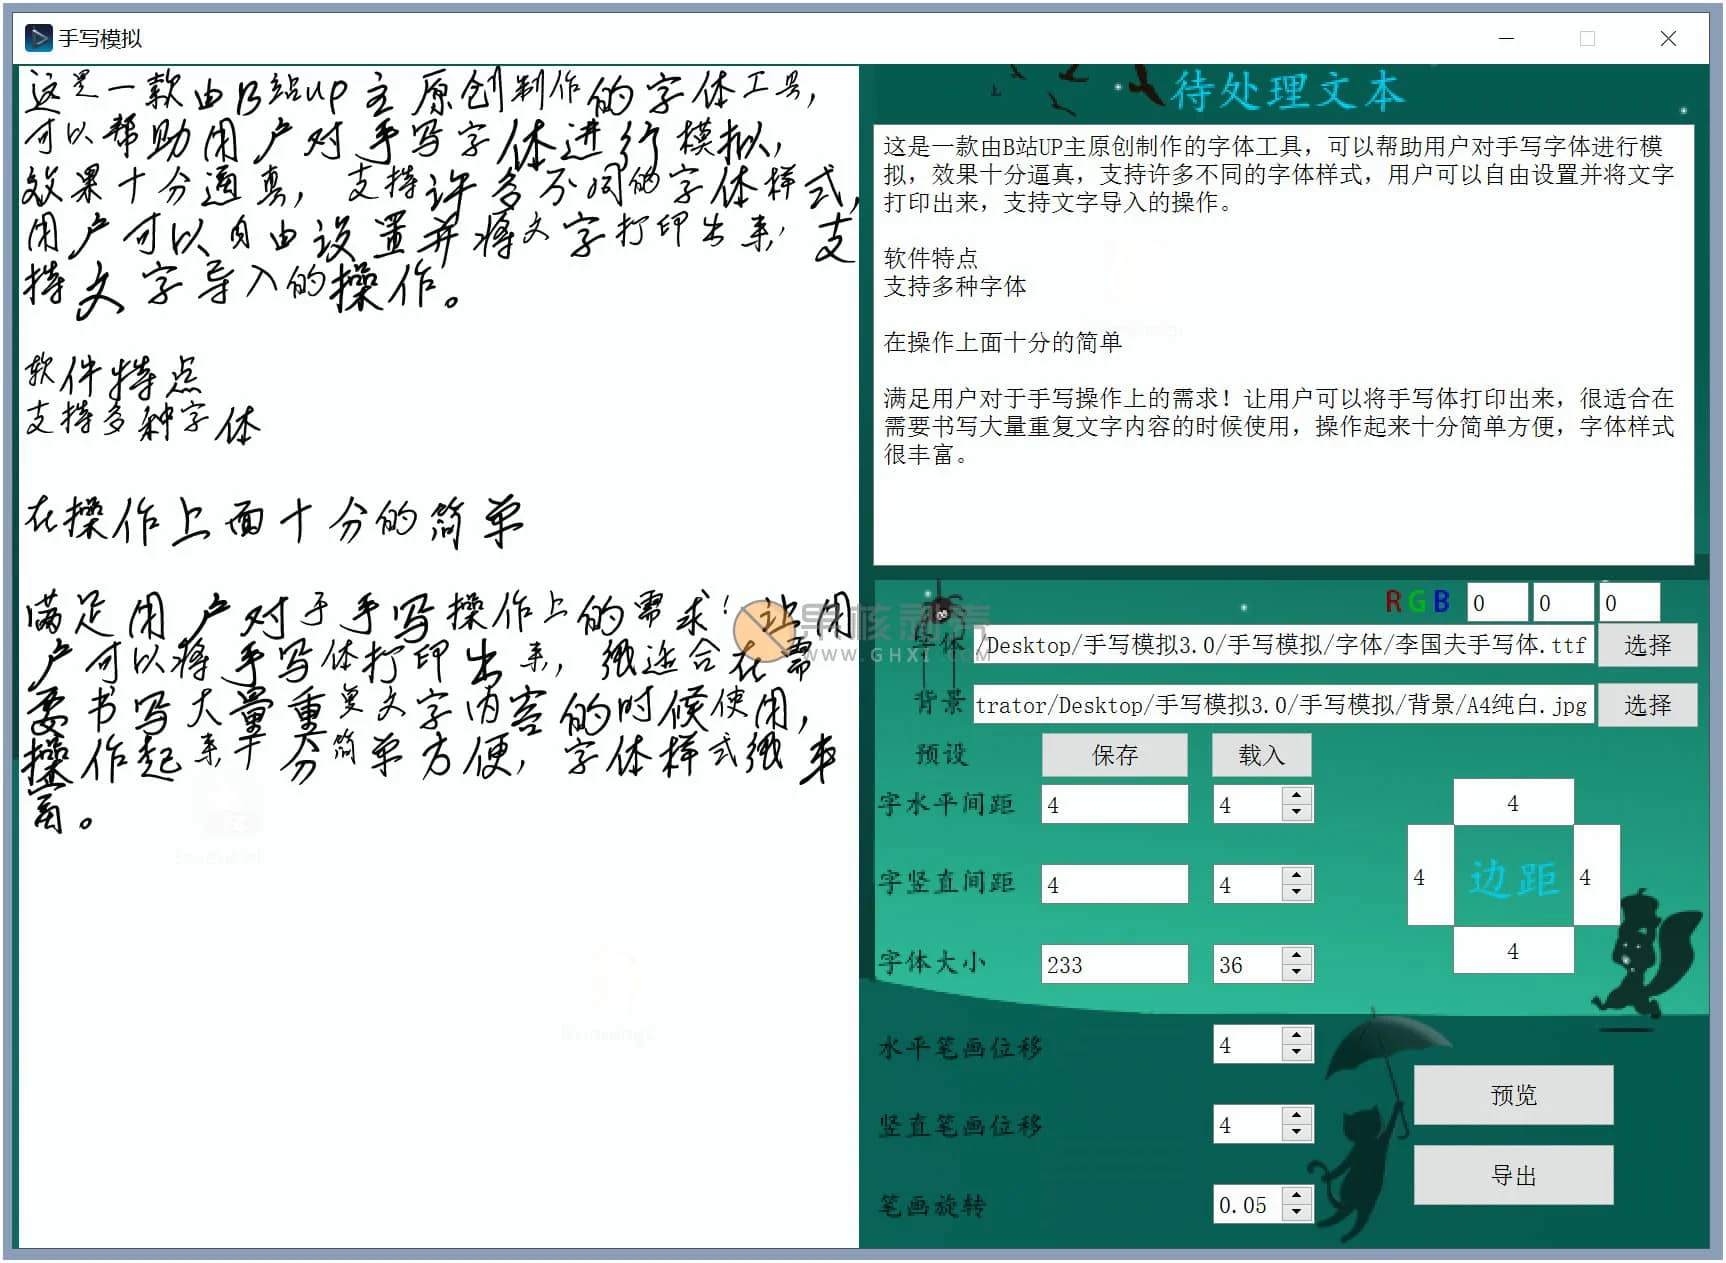 手写模拟
这是一款由B站UP主原创制作的字体工具，
可以帮助用户对手写字体进行模拟，
效果十分逼真，支持许多不同的字体样式，
用户可以自由设置并将文字打印出来，支
持文字导入的操作。
软件特点
支持多种字体
在操作上面十分的简单
满足用户对于手写操作上的需求！让用
户可以将手写体打印出来，很适合在需
要书写大量重复文字内容的时候使用，
操作起来十分简单方便，字体样式很丰
富。
待处理文本
这是一款由B站UP主原创制作的字体工具，可以帮助用户对手写字体进行模
拟，效果十分逼真，支持许多不同的字体样式，用户可以自由设置并将文字
打印出来，支持文字导入的操作。
软件特点
支持多种字体
在操作上面十分的简单
满足用户对于手写操作上的需求！让用户可以将手写体打印出来，很适合在
需要书写大量重复文字内容的时候使用，操作起来十分简单方便，字体样式
很丰富。
RGB 0 0 0
字体 /Desktop/手写模拟3.0/手写模拟/字体/李国夫手写体.ttf 选择
果核剥壳
WWW.GHXI.COM
背景 trator/Desktop/手写模拟3.0/手写模拟/背景/A4纯白.jpg 选择
预设 保存 载入
字水平间距 4 4
字竖直间距 4 4
字体大小 233 36
4
4 边距 4
4
水平笔画位移 4
竖直笔画位移 4
笔画旋转 0.05
预览
导出